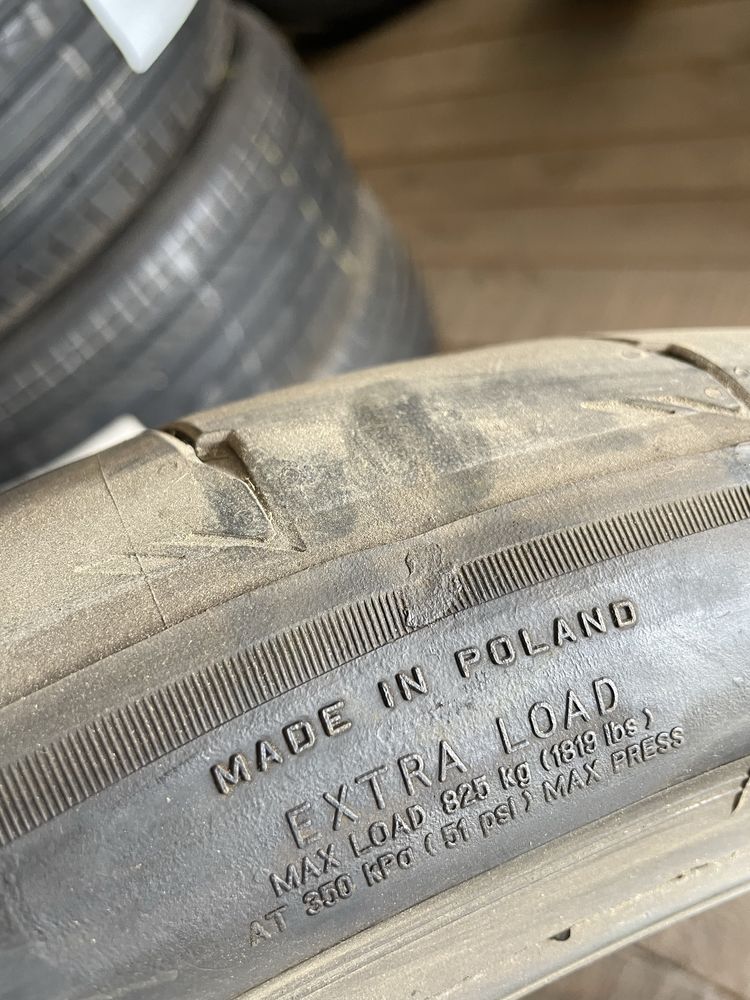 MADE IN POLAND
EXTRA LOAD
MAX LOAD 825 kg (1819 lbs)
AT 350 kPa (51 psi) MAX PRESS